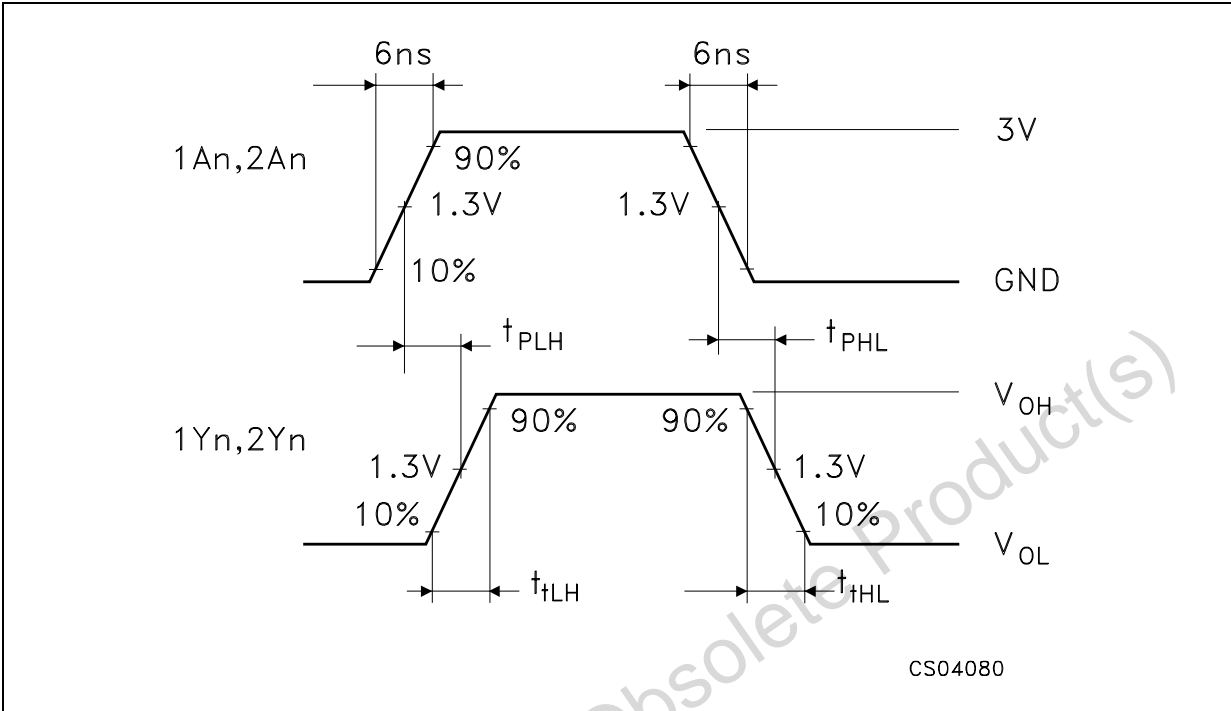 6ns 6ns
3V
1An,2An
90%
1.3V 1.3V
10%
GND
tPLH tPHL
VOH
90% 90%
1Yn,2Yn
1.3V 1.3V
10% 10%
VOL
ttLH ttHL
Obsolete Product(s)
CS04080